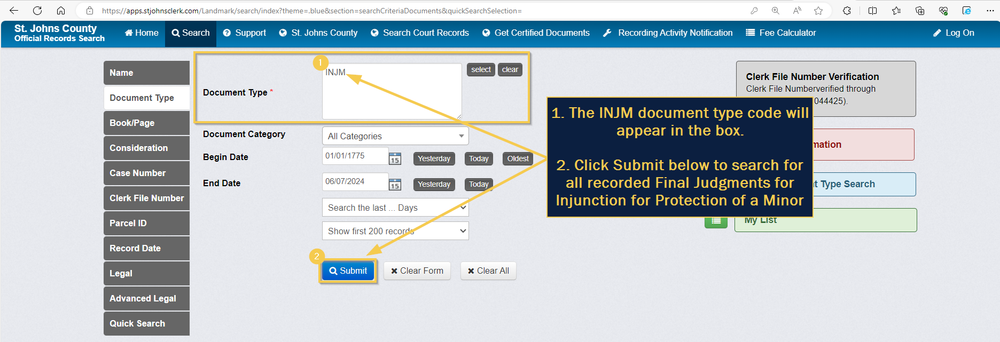 https://apps.stjohnsclerk.com/Landmark/search/index?theme=.blue&section=searchCriteriaDocuments&quickSearchSelection=
St. Johns County
Official Records Search
Home
Search
Support
St. Johns County
Search Court Records
Get Certified Documents
Recording Activity Notification
Fee Calculator
Log On
Name
Document Type
Book/Page
Consideration
Case Number
Clerk File Number
Parcel ID
Record Date
Legal
Advanced Legal
Quick Search
1
Document Type *
INJM
select
clear
Document Category
All Categories
Begin Date
01/01/1775
15
Yesterday
Today
Oldest
End Date
06/07/2024
15
Yesterday
Today
Search the last ... Days
Show first 200 records
2
Submit
Clear Form
Clear All
1. The INJM document type code will
appear in the box.
2. Click Submit below to search for
all recorded Final Judgments for
Injunction for Protection of a Minor
Clerk File Number Verification
Clerk File Numberverified through
044425).
mation
t Type Search
My List